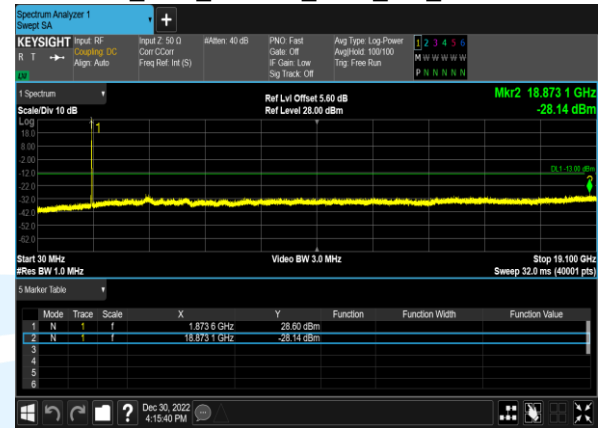 Spectrum Analyzer 1
Swept SA
KEYSIGHT
R T
LXI
Input: RF
Coupling: DC
Align: Auto
Input Z: 50 Ω
Corr CCorr
Freq Ref: Int (S)
#Atten: 40 dB
PNO: Fast
Gate: Off
IF Gain: Low
Sig Track: Off
Avg Type: Log-Power
Avg|Hold: 100/100
Trig: Free Run
1 2 3 4 5 6
M W W W W W
P N N N N N
1 Spectrum
Scale/Div 10 dB
Ref Lvl Offset 5.60 dB
Ref Level 28.00 dBm
Mkr2 18.873 1 GHz
-28.14 dBm
Log
18.0
8.00
-2.00
-12.0
-22.0
-32.0
-42.0
-52.0
-62.0
1
DL1 -13.00 dBm
2
Start 30 MHz
#Res BW 1.0 MHz
Video BW 3.0 MHz
Stop 19.100 GHz
Sweep 32.0 ms (40001 pts)
5 Marker Table
Mode Trace Scale X Y Function Function Width Function Value
1 N 1 f 1.873 6 GHz 28.60 dBm
2 N 1 f 18.873 1 GHz -28.14 dBm
3
4
5
6
?
Dec 30, 2022
4:15:40 PM